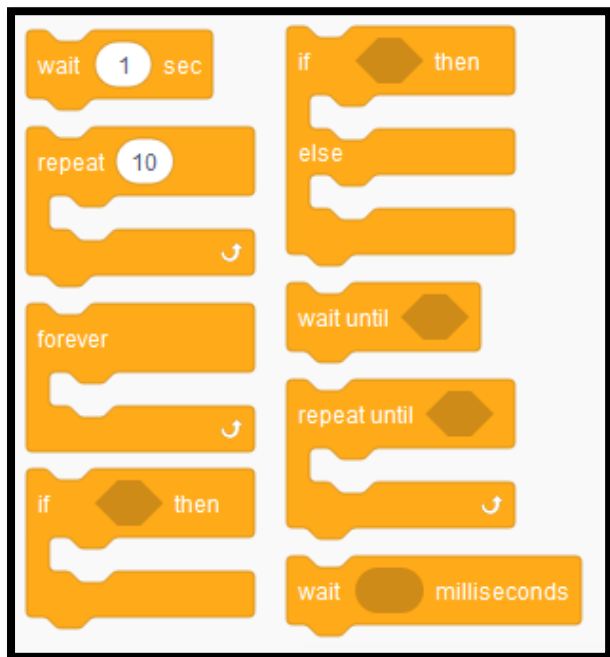 wait 1 sec
repeat 10
forever
if then
if then
else
wait until
repeat until
wait milliseconds